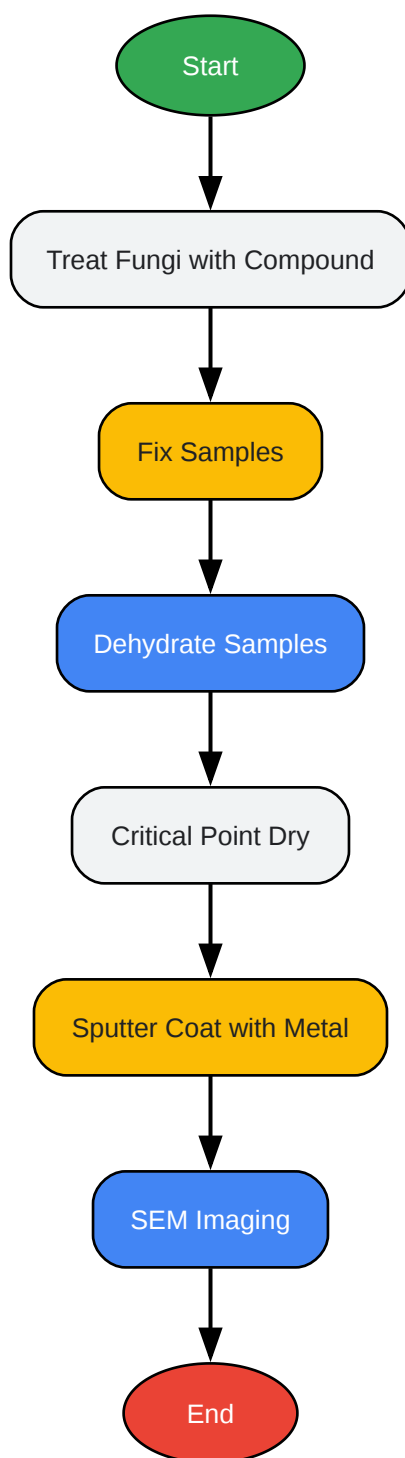 Start
Treat Fungi with Compound
Fix Samples
Dehydrate Samples
Critical Point Dry
Sputter Coat with Metal
SEM Imaging
End